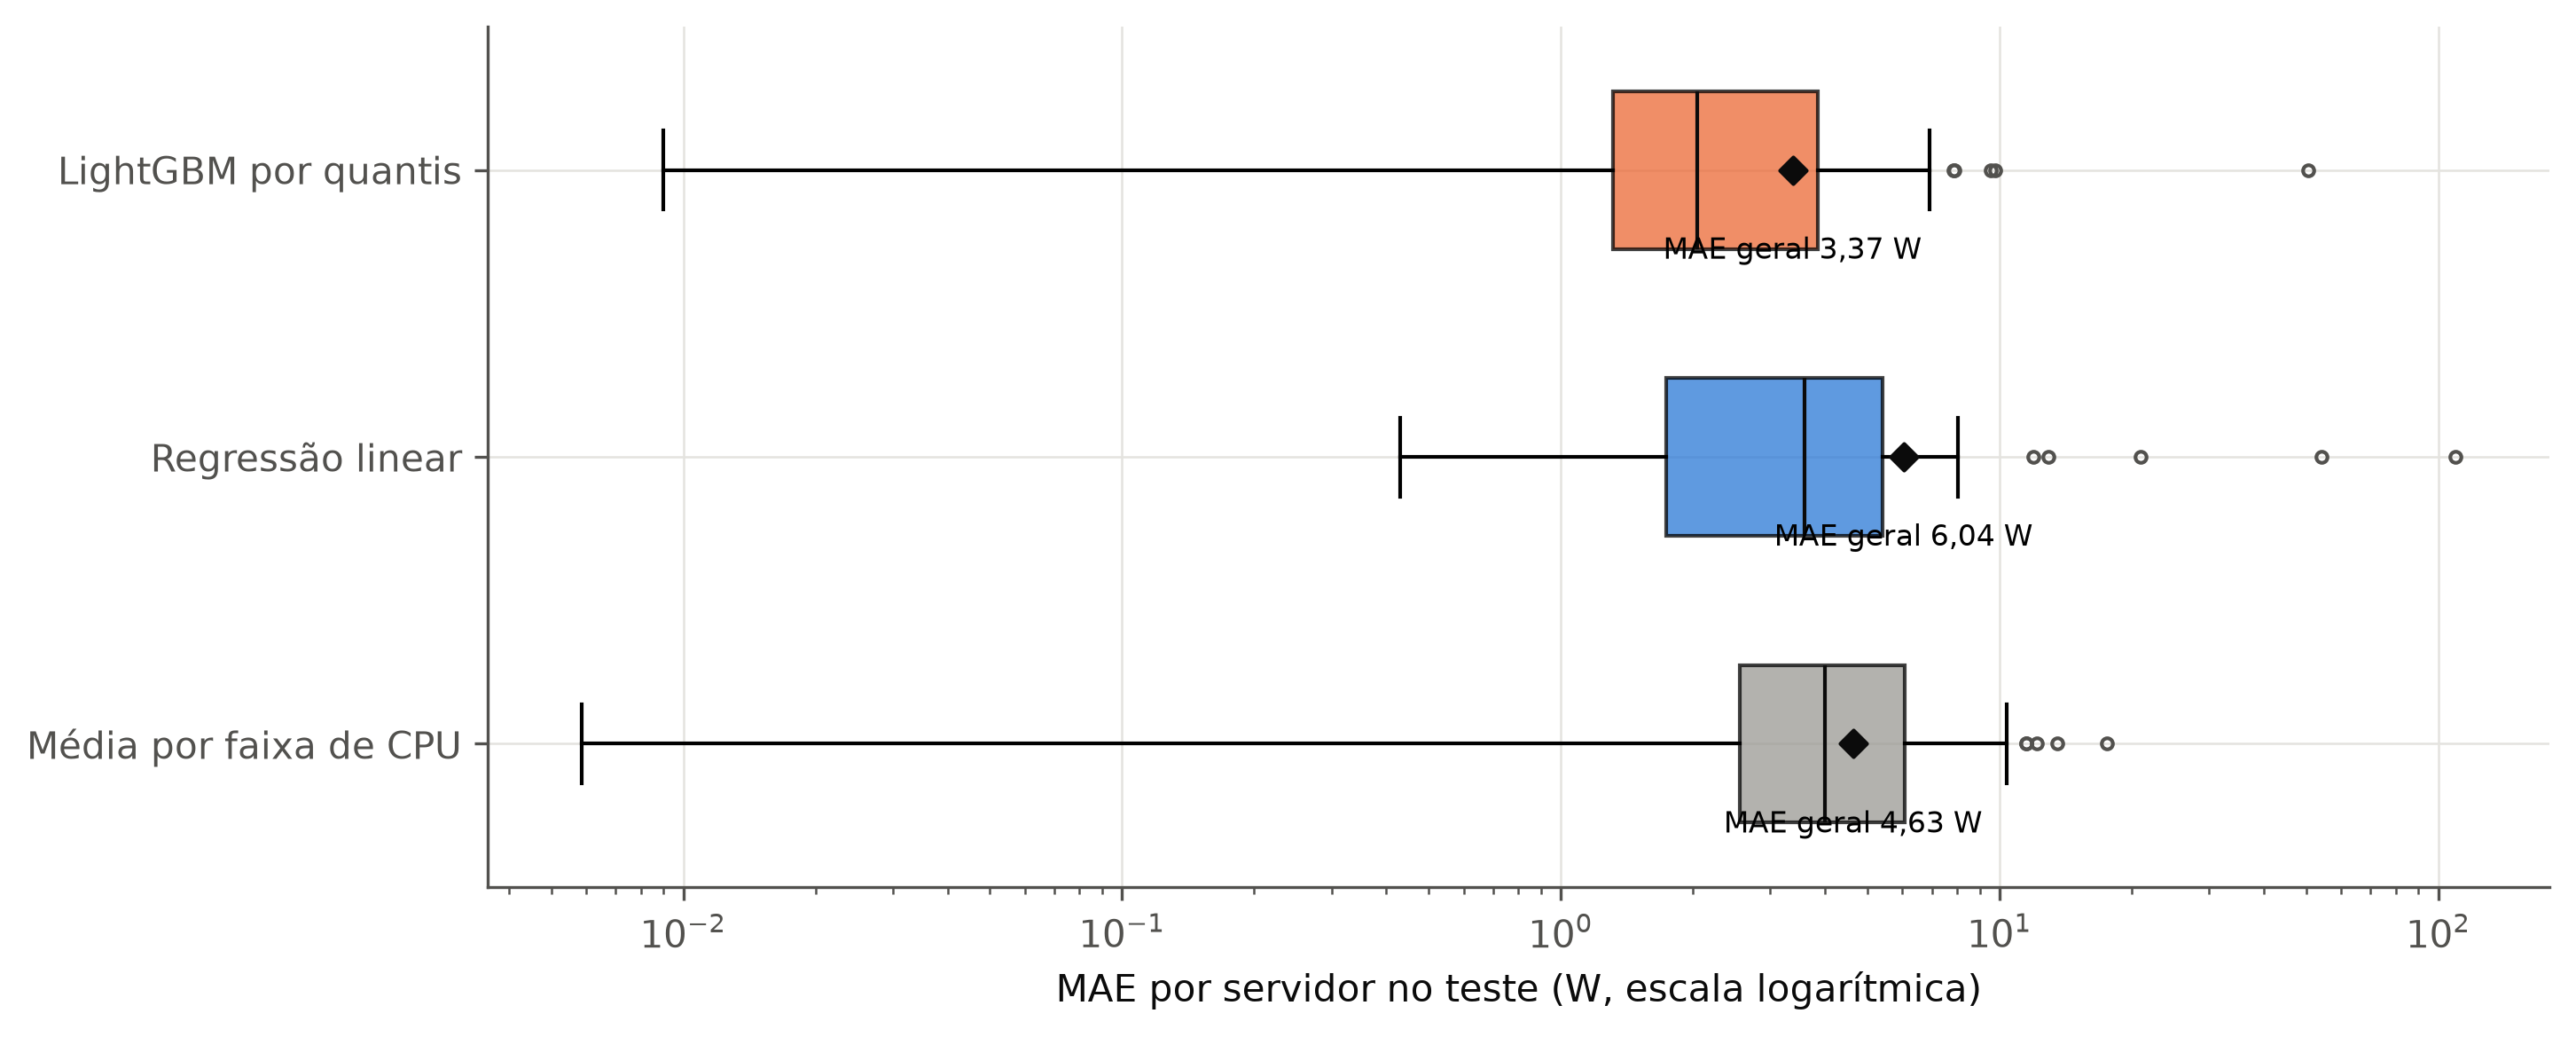 LightGBM por quantis
MAE geral 3,37 W
Regressão linear
MAE geral 6,04 W
Média por faixa de CPU
MAE geral 4,63 W
10⁻² 10⁻¹ 10⁰ 10¹ 10²
MAE por servidor no teste (W, escala logarítmica)